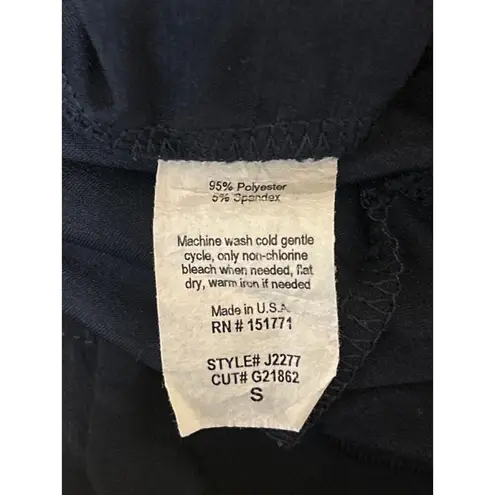 95% Polyester
5% Spandex
Machine wash cold gentle
cycle, only non-chlorine
bleach when needed, flat
dry, warm iron if needed
Made in U.S.A.
RN # 151771
STYLE# J2277
CUT# G21862
S